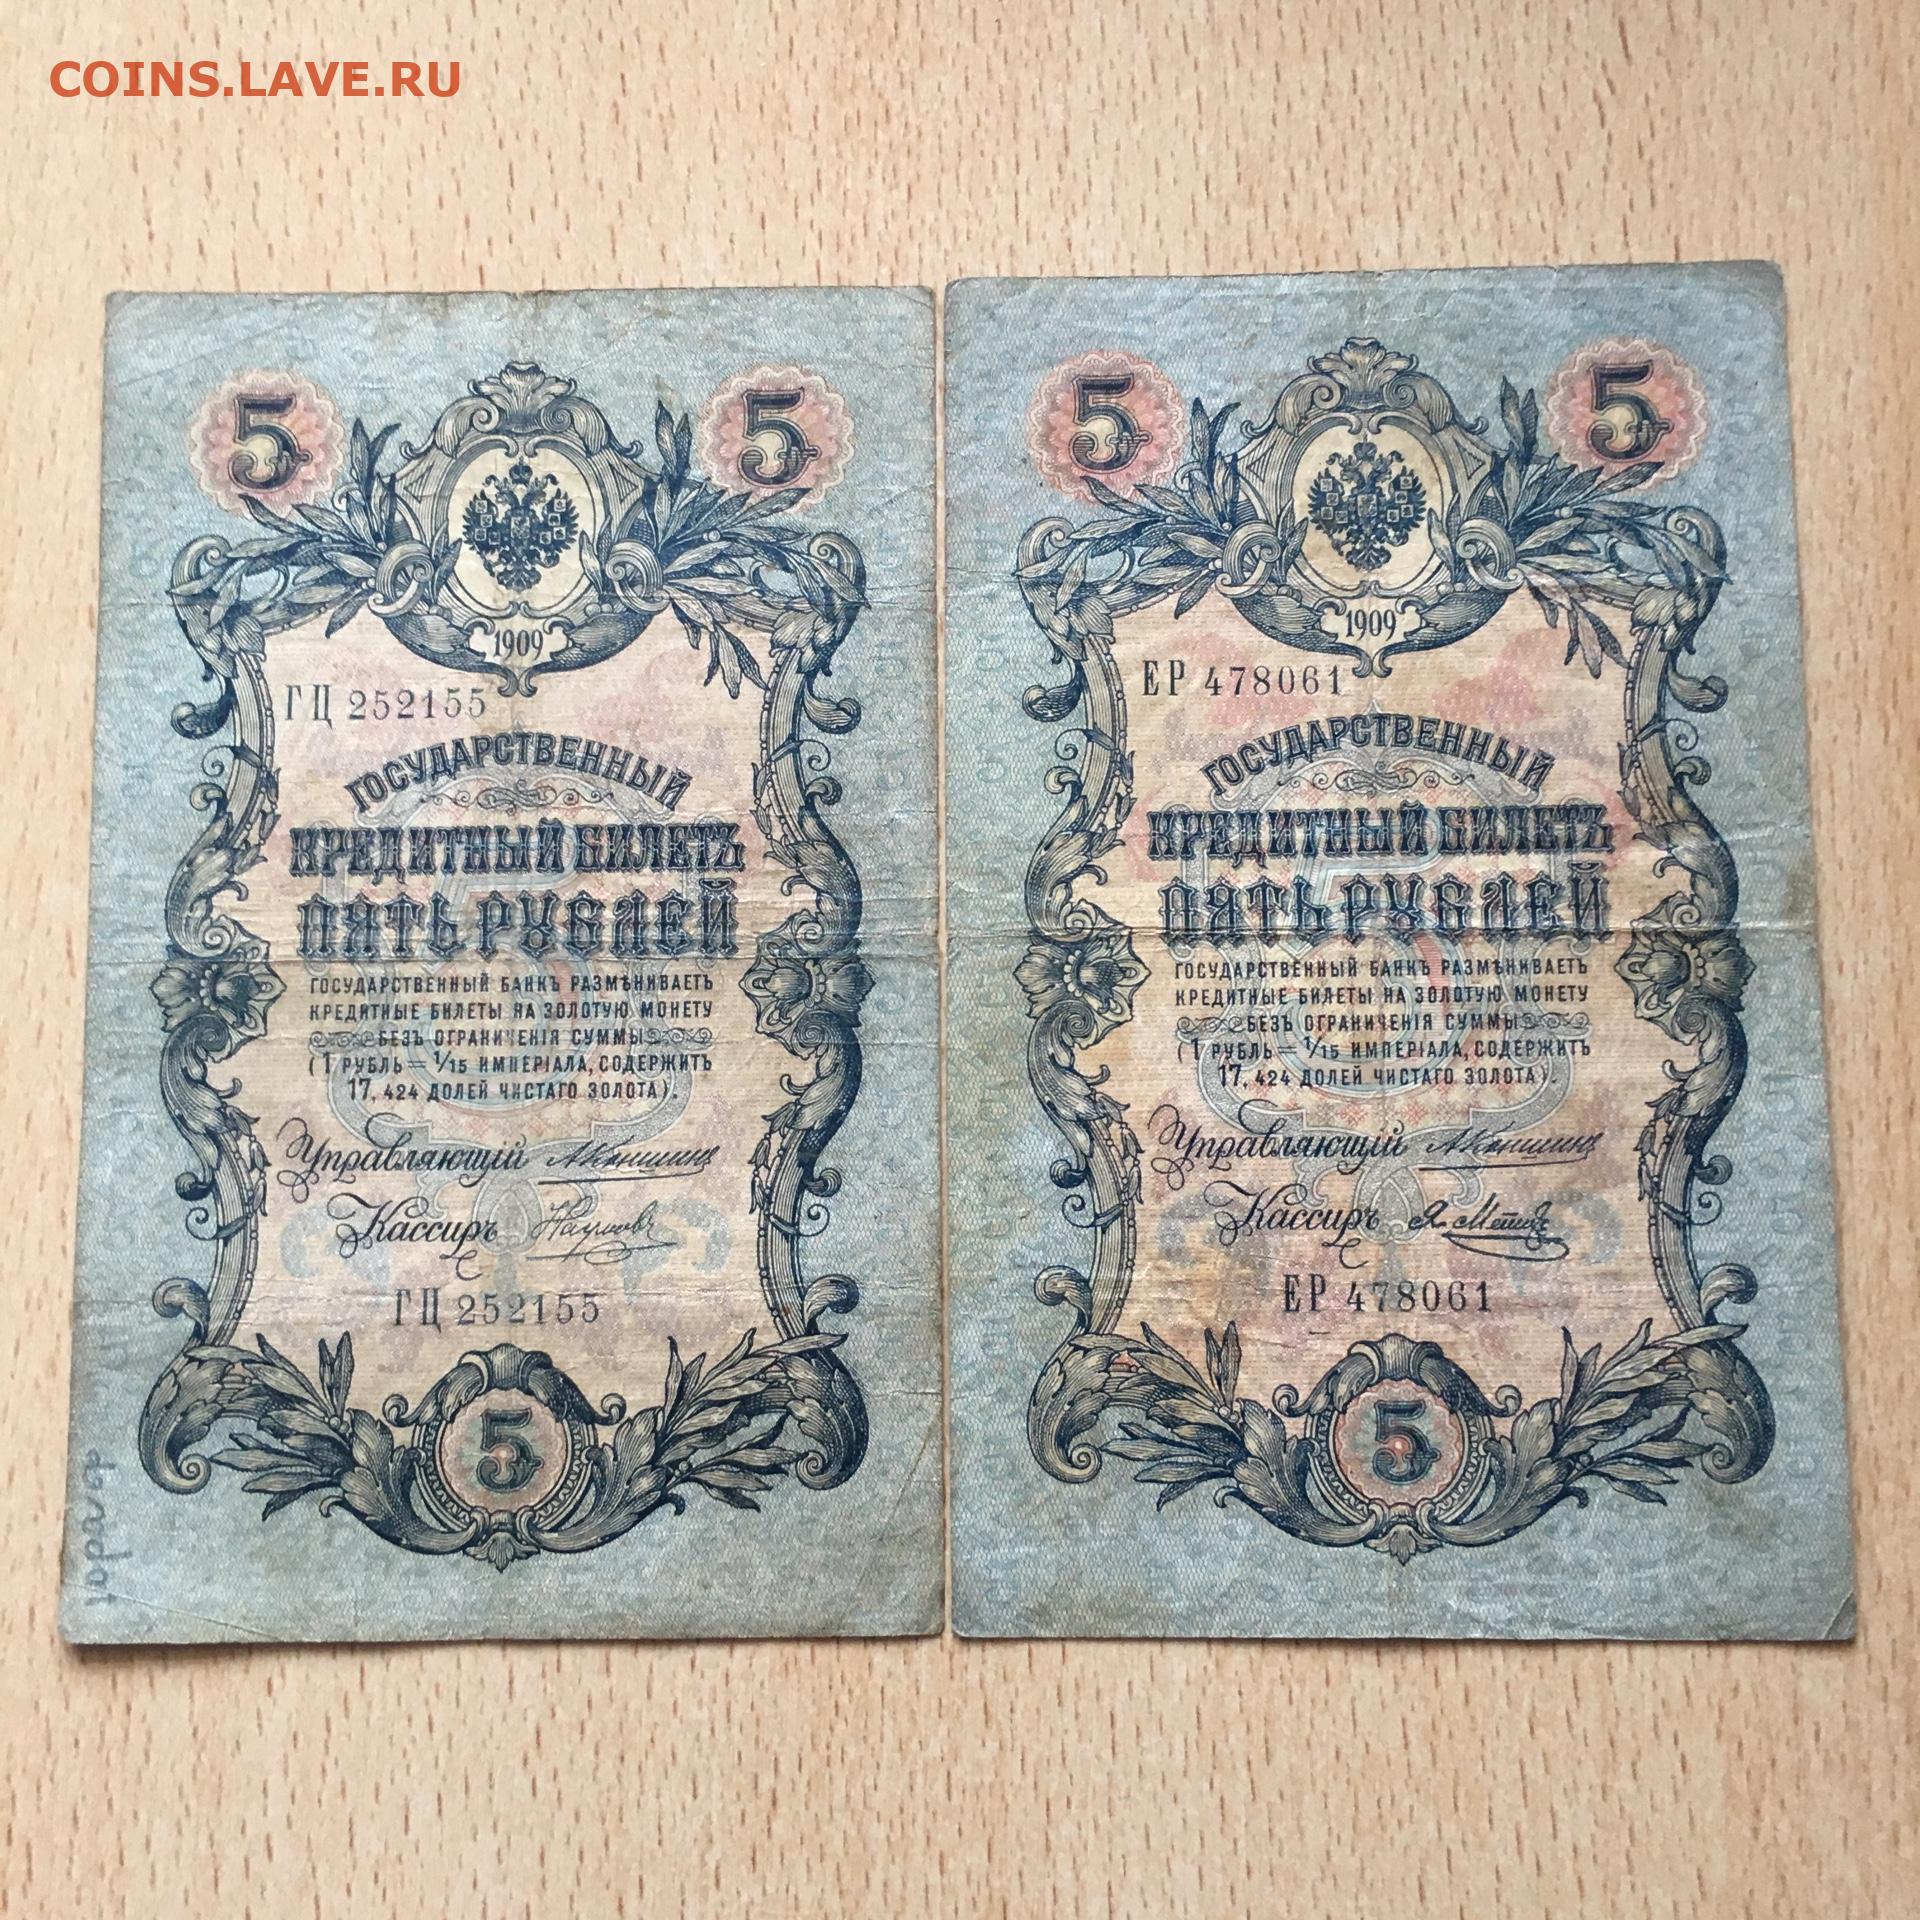 COINS.LAVE.RU
5 5
1909
ГЦ 252155
ГОСУДАРСТВЕННЫЙ
КРЕДИТНЫЙ БИЛЕТЪ
ПЯТЬ РУБЛЕЙ
ГОСУДАРСТВЕННЫЙ БАНКЪ РАЗМѢНИВАЕТЪ
КРЕДИТНЫЕ БИЛЕТЫ НА ЗОЛОТУЮ МОНЕТУ
БЕЗЪ ОГРАНИЧЕНІЯ СУММЫ
(1 РУБЛЬ = 1/15 ИМПЕРІАЛА, СОДЕРЖИТЪ
17,424 ДОЛЕЙ ЧИСТАГО ЗОЛОТА).
Управляющій АКоншинъ
Кассиръ Наумовъ
ГЦ 252155
5
5 5
1909
ЕР 478061
ГОСУДАРСТВЕННЫЙ
КРЕДИТНЫЙ БИЛЕТЪ
ПЯТЬ РУБЛЕЙ
ГОСУДАРСТВЕННЫЙ БАНКЪ РАЗМѢНИВАЕТЪ
КРЕДИТНЫЕ БИЛЕТЫ НА ЗОЛОТУЮ МОНЕТУ
БЕЗЪ ОГРАНИЧЕНІЯ СУММЫ
(1 РУБЛЬ = 1/15 ИМПЕРІАЛА, СОДЕРЖИТЪ
17,424 ДОЛЕЙ ЧИСТАГО ЗОЛОТА).
Управляющій АКоншинъ
Кассиръ Я. Метцъ
ЕР 478061
5